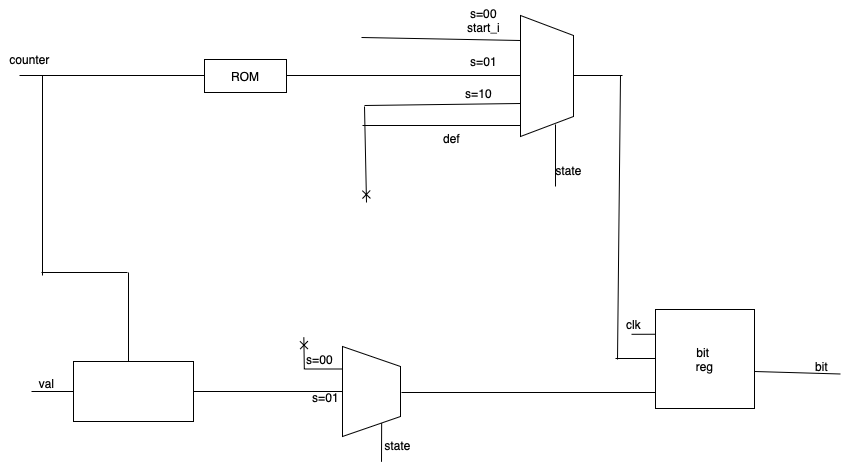 s=00
start_i
counter
s=01
ROM
s=10
def
state
clk
bit
reg
s=00
bit
val
s=01
state